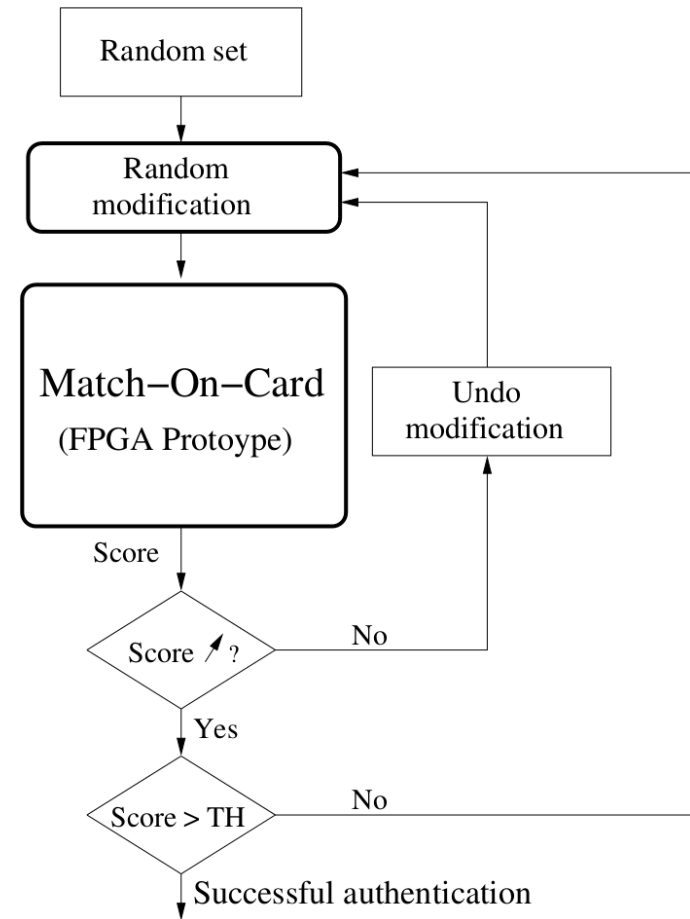 Random set
Random
modification
Match−On−Card
(FPGA Protoype)
Undo
modification
Score
Score ↗ ?
No
Yes
Score > TH
No
Successful authentication